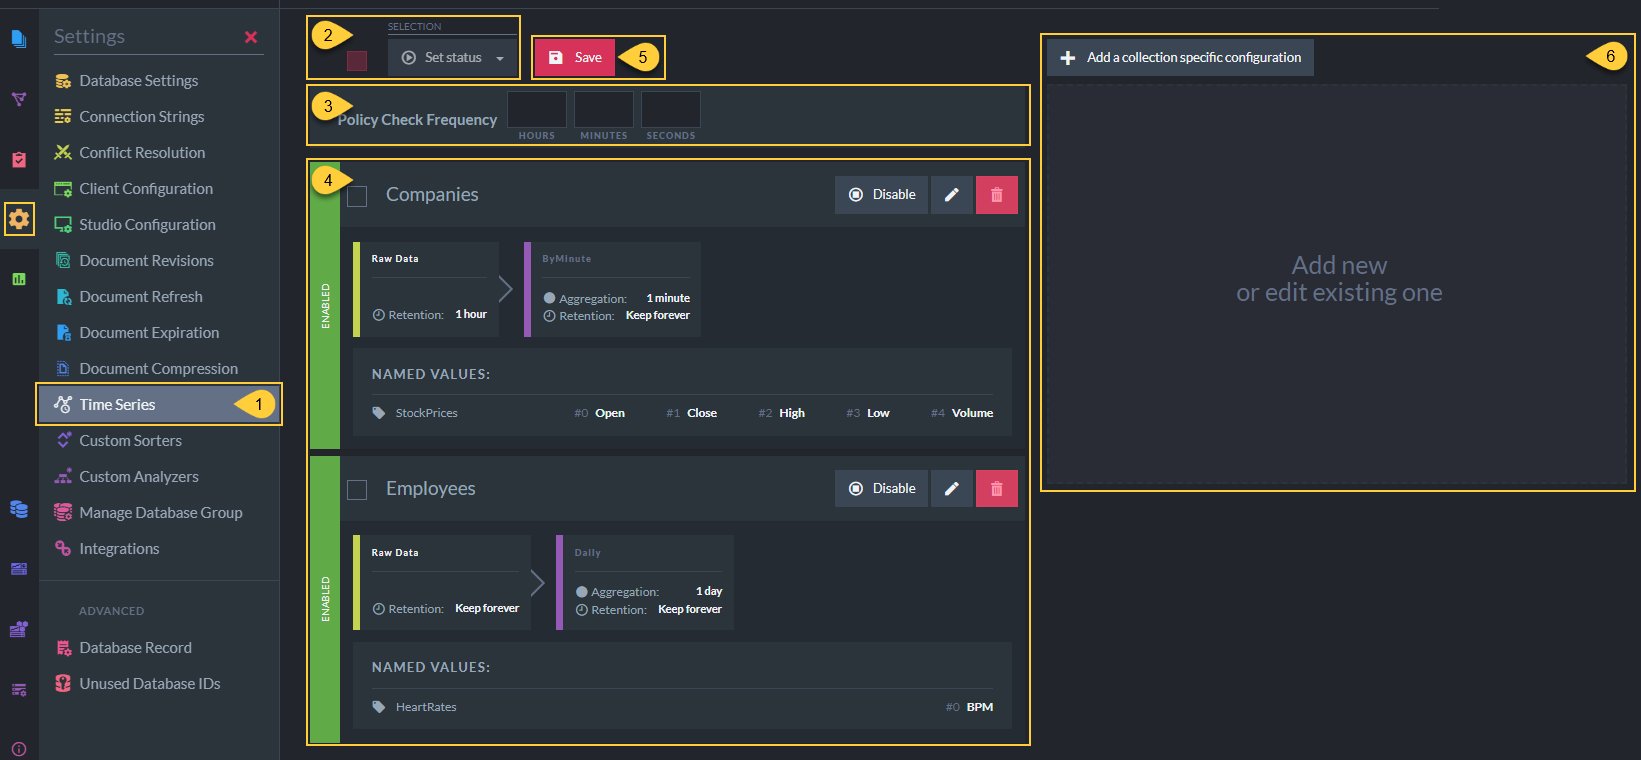 Settings
Database Settings
Connection Strings
Conflict Resolution
Client Configuration
Studio Configuration
Document Revisions
Document Refresh
Document Expiration
Document Compression
Time Series
1
Custom Sorters
Custom Analyzers
Manage Database Group
Integrations
ADVANCED
Database Record
Unused Database IDs
2
SELECTION
Set status
Save
5
3
Policy Check Frequency
HOURS MINUTES SECONDS
4
Companies
Disable
ENABLED
Raw Data
Retention: 1 hour
ByMinute
Aggregation: 1 minute
Retention: Keep forever
NAMED VALUES:
StockPrices #0 Open #1 Close #2 High #3 Low #4 Volume
Employees
Disable
ENABLED
Raw Data
Retention: Keep forever
Daily
Aggregation: 1 day
Retention: Keep forever
NAMED VALUES:
HeartRates #0 BPM
Add a collection specific configuration
6
Add new
or edit existing one